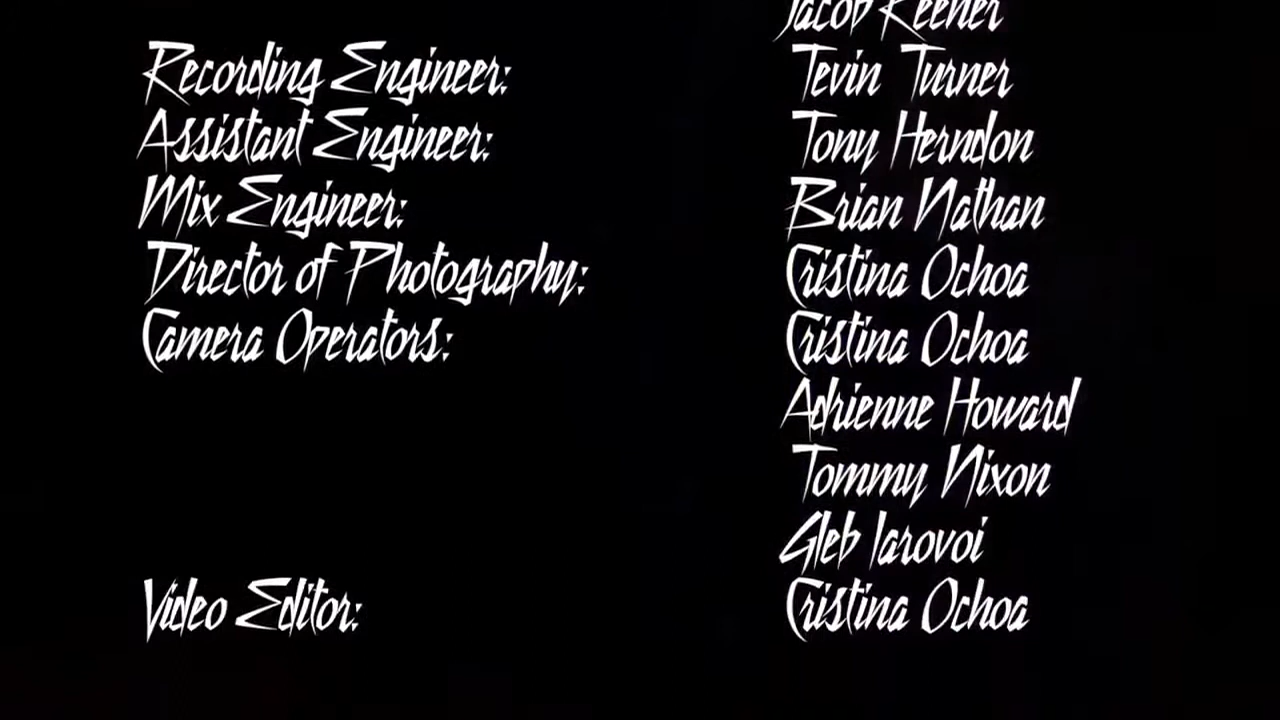 Jacob Keener
Recording Engineer: Tevin Turner
Assistant Engineer: Tony Herndon
Mix Engineer: Brian Nathan
Director of Photography: Cristina Ochoa
Camera Operators: Cristina Ochoa
Adrienne Howard
Tommy Nixon
Gleb Iarovoi
Video Editor: Cristina Ochoa